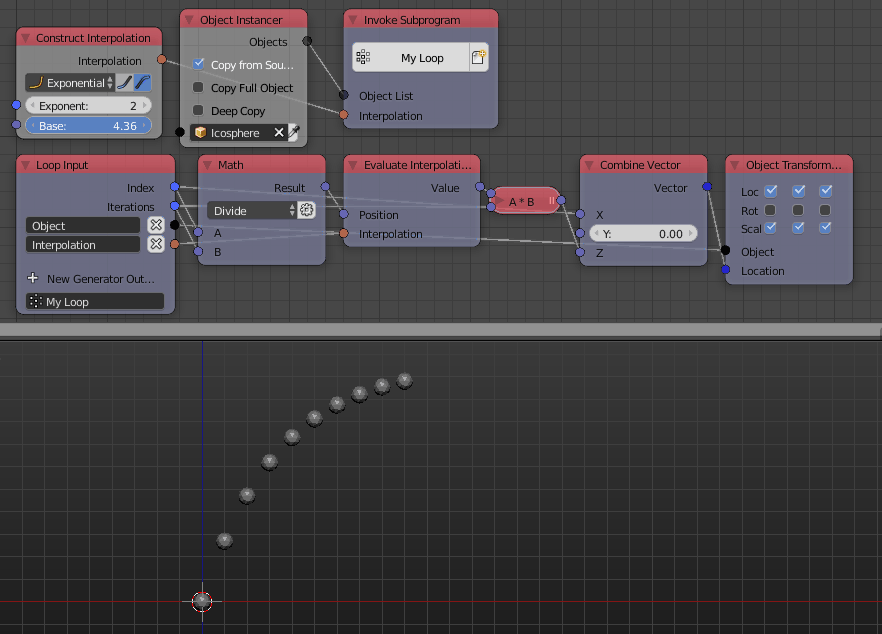 Construct Interpolation
Interpolation
Exponential
Exponent: 2
Base: 4.36
Object Instancer
Objects
Copy from Sou...
Copy Full Object
Deep Copy
Icosphere
Invoke Subprogram
My Loop
Object List
Interpolation
Loop Input
Index
Iterations
Object
Interpolation
New Generator Out...
My Loop
Math
Result
Divide
A
B
Evaluate Interpolati...
Value
Position
Interpolation
A * B
Combine Vector
Vector
X
Y: 0.00
Z
Object Transform...
Loc
Rot
Scal
Object
Location